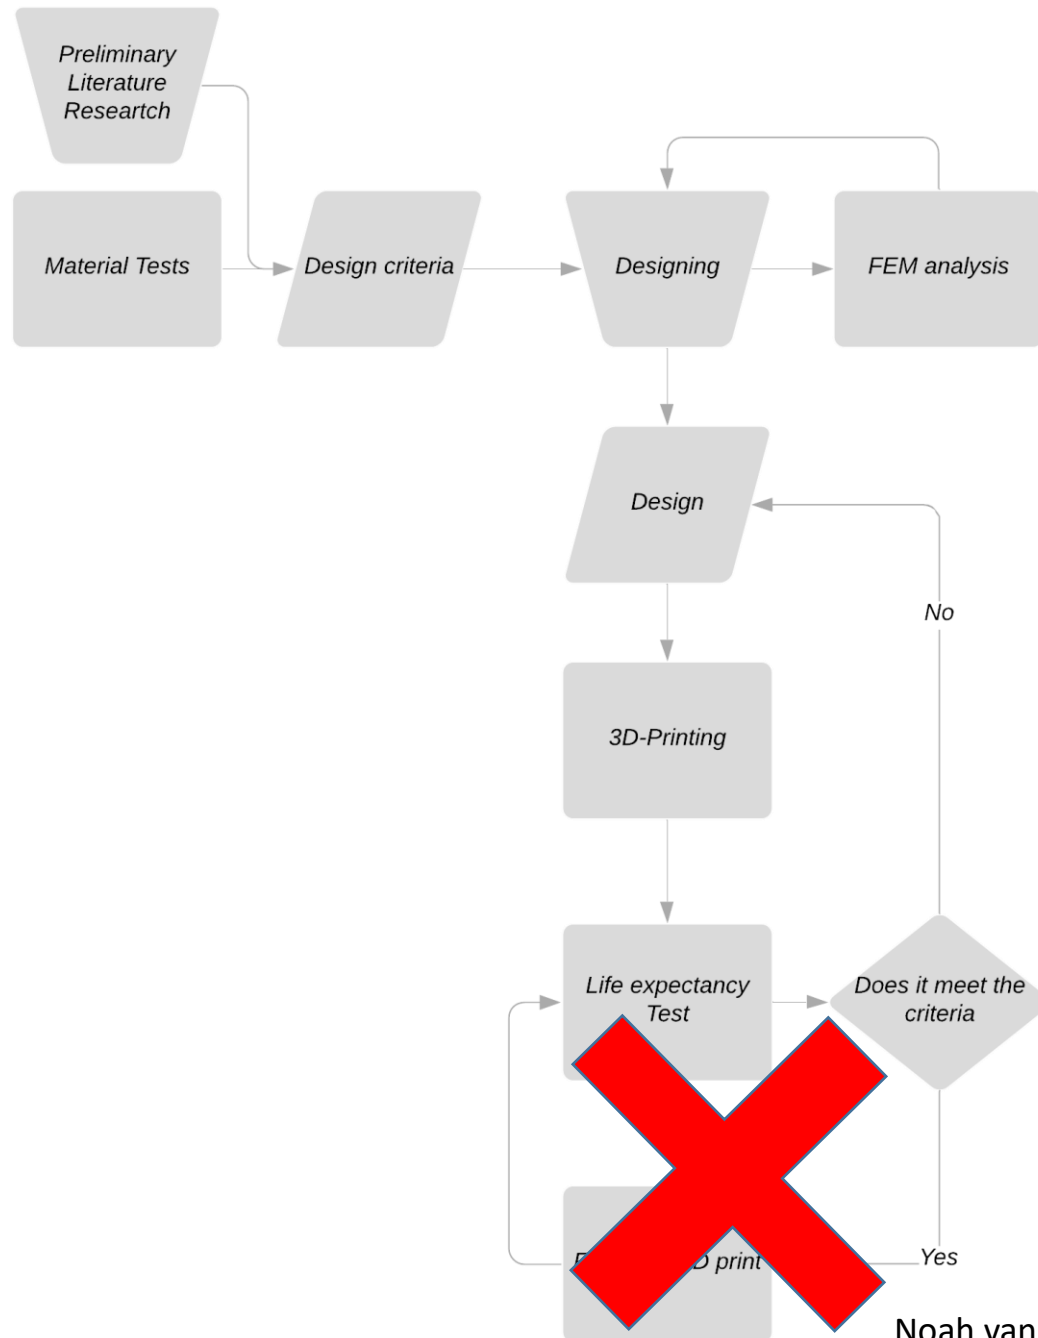 Preliminary
Literature
Researtch
Material Tests
Design criteria
Designing
FEM analysis
Design
No
3D-Printing
Life expectancy
Test
Does it meet the
criteria
print
Yes
Noah van